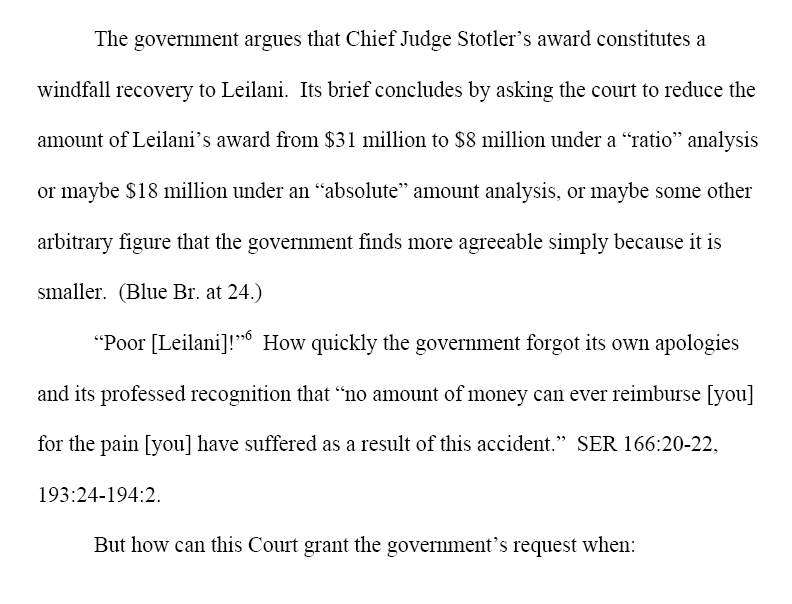 The government argues that Chief Judge Stotler’s award constitutes a
windfall recovery to Leilani.  Its brief concludes by asking the court to reduce the
amount of Leilani’s award from $31 million to $8 million under a “ratio” analysis
or maybe $18 million under an “absolute” amount analysis, or maybe some other
arbitrary figure that the government finds more agreeable simply because it is
smaller.  (Blue Br. at 24.)
“Poor [Leilani]!”⁶  How quickly the government forgot its own apologies
and its professed recognition that “no amount of money can ever reimburse [you]
for the pain [you] have suffered as a result of this accident.”  SER 166:20-22,
193:24-194:2.
But how can this Court grant the government’s request when: